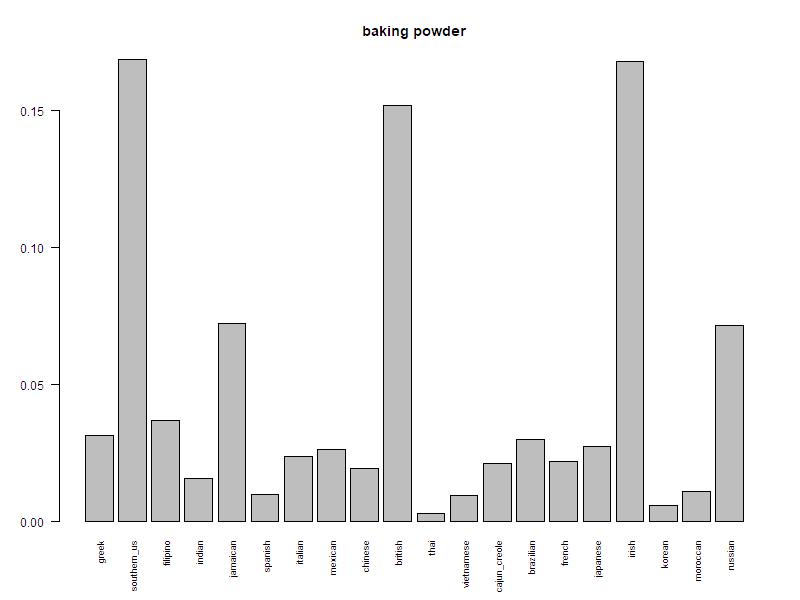 baking powder
0.15
0.10
0.05
0.00
greek
southern_us
filipino
indian
jamaican
spanish
italian
mexican
chinese
british
thai
vietnamese
cajun_creole
brazilian
french
japanese
irish
korean
moroccan
russian